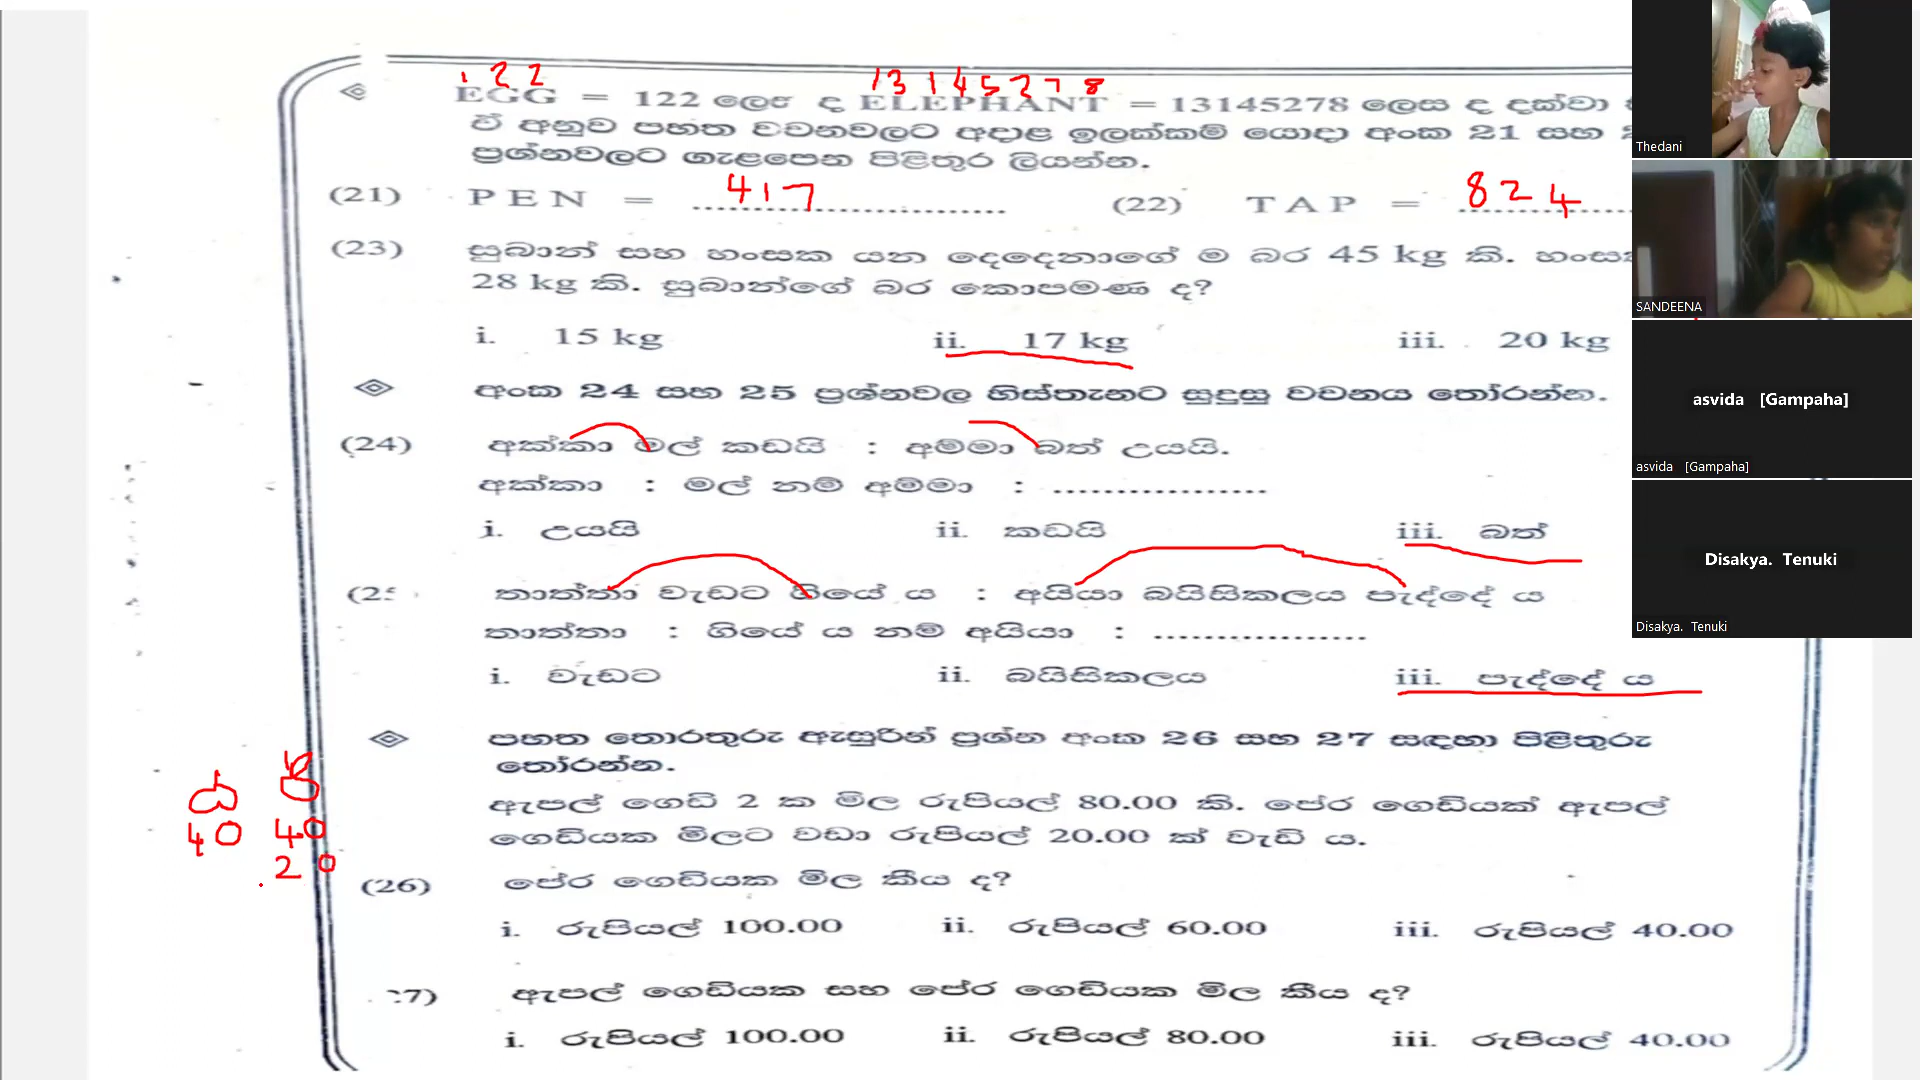 1 2 2
1 3 1 4 5 2 7 8
EGG = 122 ලෙස ද ELEPHANT = 13145278 ලෙස ද දක්වා
ඒ අනුව පහත වචනවලට අදාළ ඉලක්කම් යොදා අංක 21 සහ
ප්‍රශ්නවලට ගැළපෙන පිළිතුර ලියන්න.
(21) P E N = 417 (22) T A P = 824
(23) සුබාන් සහ හංසක යන දෙදෙනාගේ ම බර 45 kg කි.
28 kg කි. සුබාන්ගේ බර කොපමණ ද?
i. 15 kg ii. 17 kg iii. 20 kg
අංක 24 සහ 25 ප්‍රශ්නවල හිස්තැනට සුදුසු වචනය තෝරන්න.
(24) අක්කා මල් කඩයි : අම්මා බත් උයයි.
අක්කා : මල් නම් අම්මා : ..................
i. උයයි ii. කඩයි iii. බත්
තාත්තා වැඩට ගියේ ය : අයියා බයිසිකලය පැද්දේ ය
තාත්තා : ගියේ ය නම් අයියා : ..................
i. වැඩට ii. බයිසිකලය iii. පැද්දේ ය
පහත තොරතුරු ඇසුරින් ප්‍රශ්න අංක 26 සහ 27 සඳහා පිළිතුරු
තෝරන්න.
ඇපල් ගෙඩි 2 ක මිල රුපියල් 80.00 කි. පේර ගෙඩියක් ඇපල්
ගෙඩියක මිලට වඩා රුපියල් 20.00 ක් වැඩි ය.
40 40
20
(26) පේර ගෙඩියක මිල කීය ද?
i. රුපියල් 100.00 ii. රුපියල් 60.00 iii. රුපියල් 40.00
7) ඇපල් ගෙඩියක සහ පේර ගෙඩියක මිල කීය ද?
i. රුපියල් 100.00 ii. රුපියල් 80.00 iii. රුපියල් 40.00
Thedani
SANDEENA
asvida [Gampaha]
asvida [Gampaha]
Disakya. Tenuki
Disakya. Tenuki